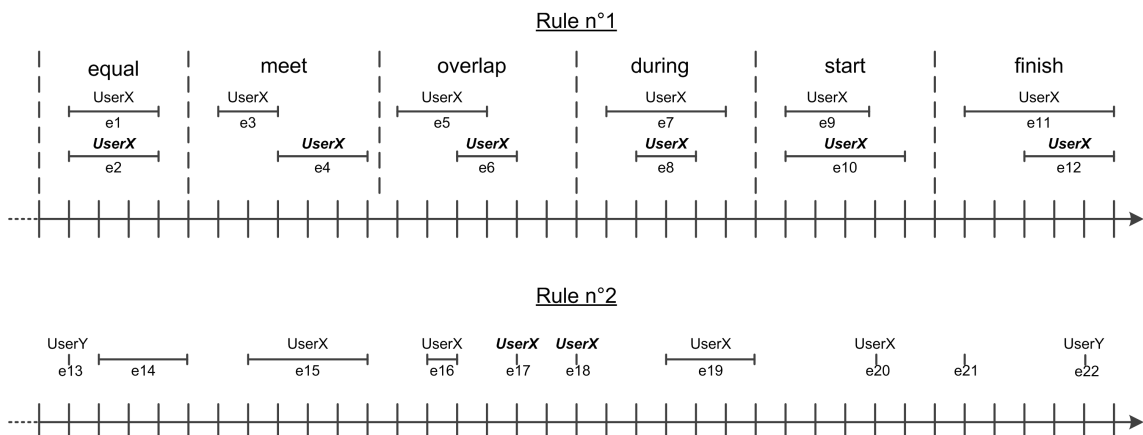 Rule n°1
equal meet overlap during start finish
UserX UserX UserX UserX UserX UserX
e1 e3 e5 e7 e9 e11
UserX UserX UserX UserX UserX UserX
e2 e4 e6 e8 e10 e12
Rule n°2
UserY UserX UserX UserX UserX UserX UserX UserY
e13 e14 e15 e16 e17 e18 e19 e20 e21 e22